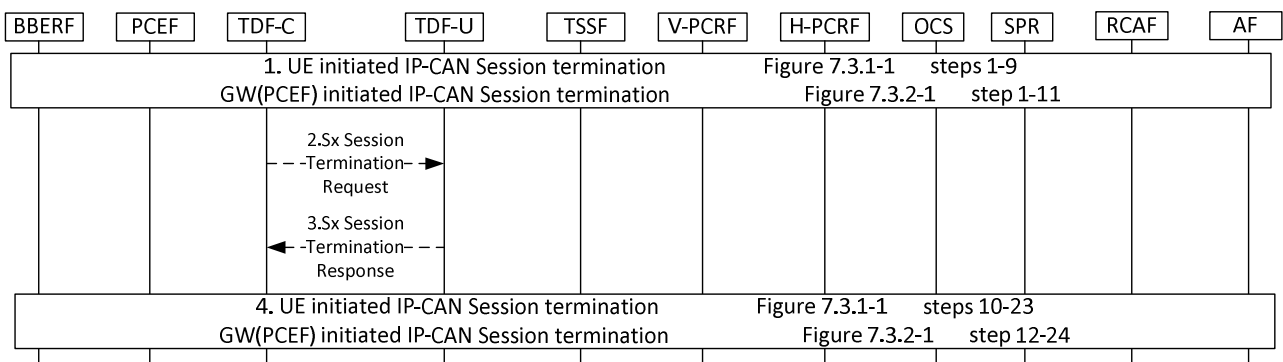 BBERF PCEF TDF-C TDF-U TSSF V-PCRF H-PCRF OCS SPR RCAF AF
1. UE initiated IP-CAN Session termination Figure 7.3.1-1 steps 1-9
GW(PCEF) initiated IP-CAN Session termination Figure 7.3.2-1 step 1-11
2.Sx Session
Termination
Request
3.Sx Session
Termination
Response
4. UE initiated IP-CAN Session termination Figure 7.3.1-1 steps 10-23
GW(PCEF) initiated IP-CAN Session termination Figure 7.3.2-1 step 12-24